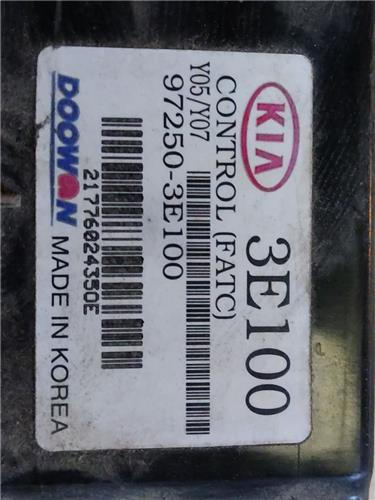 KIA 3E100
CONTROL (FATC)
Y05/Y07
97250-3E100
21776024350E
DOOWON MADE IN KOREA